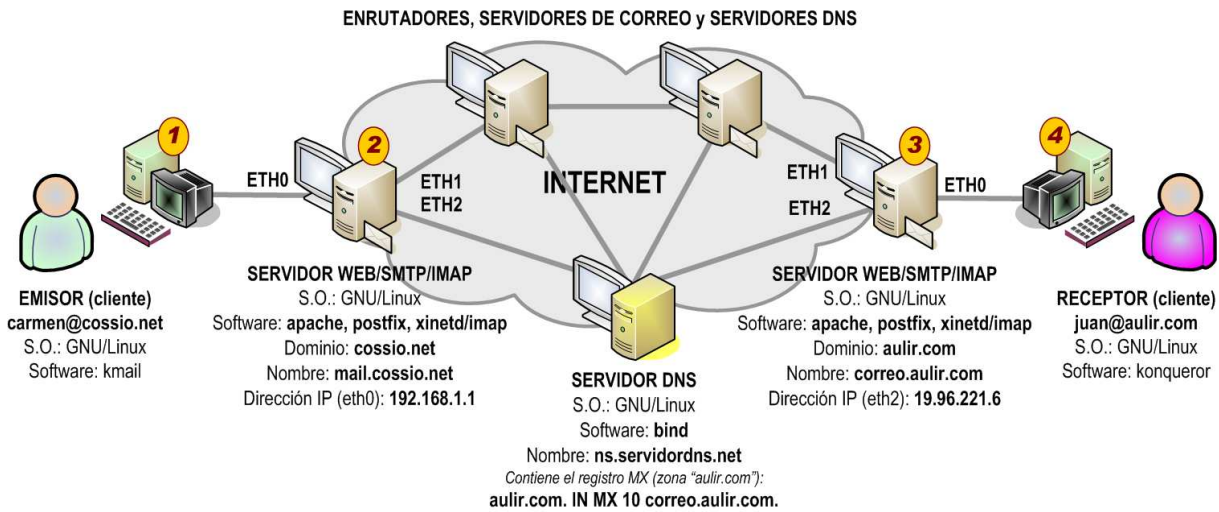 ENRUTADORES, SERVIDORES DE CORREO y SERVIDORES DNS
1
2
3
4
ETH0
ETH1
ETH2
INTERNET
ETH1
ETH2
ETH0
EMISOR (cliente)
carmen@cossio.net
S.O.: GNU/Linux
Software: kmail
SERVIDOR WEB/SMTP/IMAP
S.O.: GNU/Linux
Software: apache, postfix, xinetd/imap
Dominio: cossio.net
Nombre: mail.cossio.net
Dirección IP (eth0): 192.168.1.1
SERVIDOR DNS
S.O.: GNU/Linux
Software: bind
Nombre: ns.servidordns.net
Contiene el registro MX (zona "aulir.com"):
aulir.com. IN MX 10 correo.aulir.com.
SERVIDOR WEB/SMTP/IMAP
S.O.: GNU/Linux
Software: apache, postfix, xinetd/imap
Dominio: aulir.com
Nombre: correo.aulir.com
Dirección IP (eth2): 19.96.221.6
RECEPTOR (cliente)
juan@aulir.com
S.O.: GNU/Linux
Software: konqueror